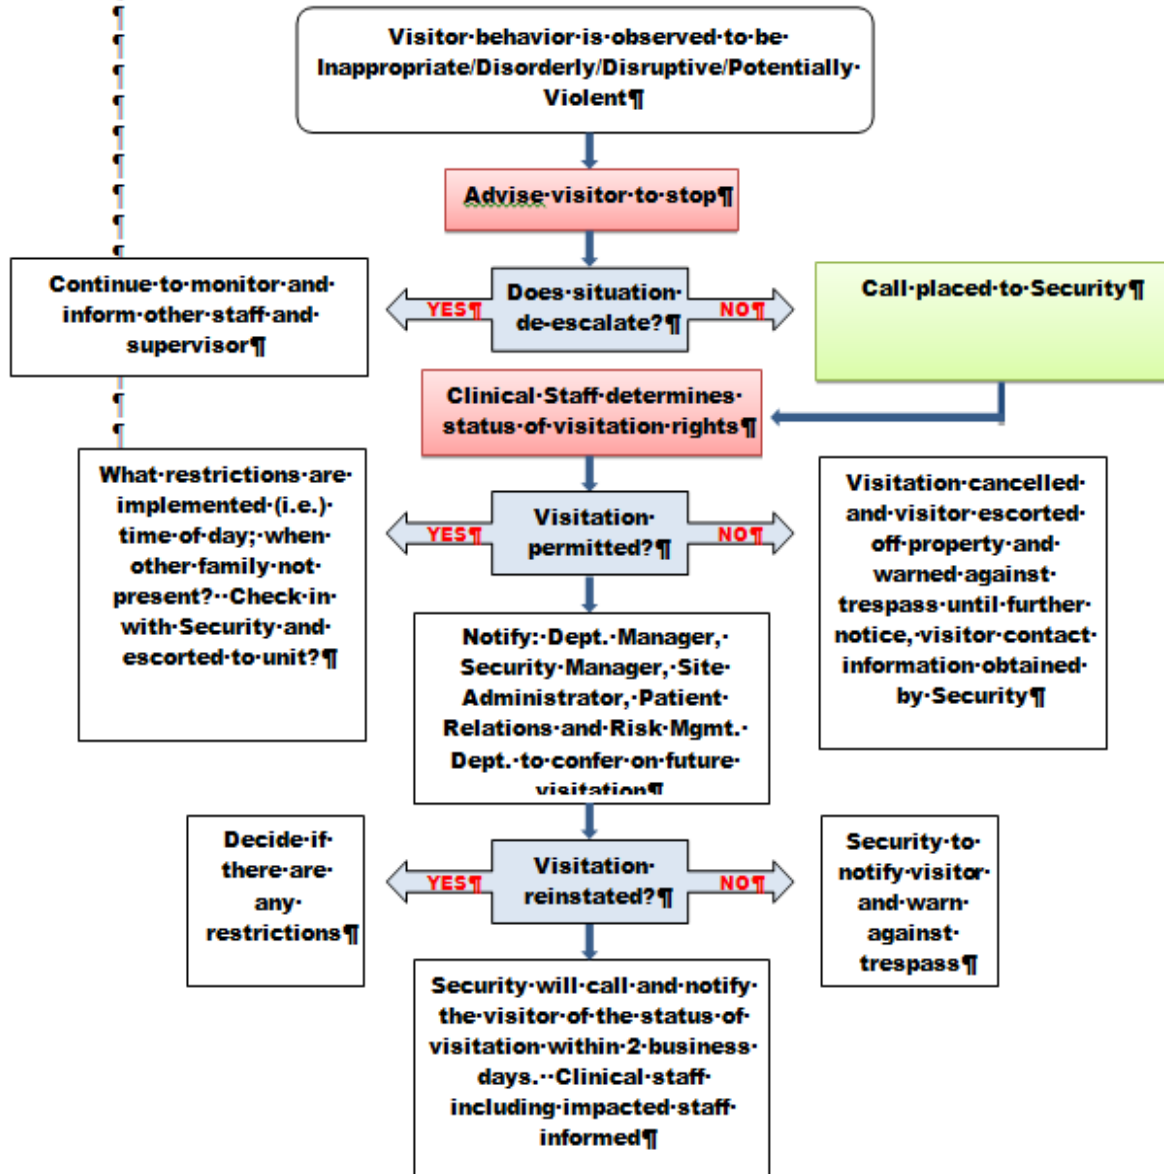 Visitor behavior is observed to be
Inappropriate/Disorderly/Disruptive/Potentially
Violent¶
Advise visitor to stop¶
Continue to monitor and
inform other staff and
supervisor¶
YES¶
Does situation
de-escalate?¶
NO¶
Call placed to Security¶
Clinical Staff determines
status of visitation rights¶
What restrictions are
implemented (i.e.)
time of day; when
other family not
present?  Check in
with Security and
escorted to unit?¶
YES¶
Visitation
permitted?¶
NO¶
Visitation cancelled
and visitor escorted
off property and
warned against
trespass until further
notice, visitor contact
information obtained
by Security¶
Notify: Dept. Manager,
Security Manager, Site
Administrator, Patient
Relations and Risk Mgmt.
Dept. to confer on future
visitation¶
Decide if
there are
any
restrictions¶
YES¶
Visitation
reinstated?¶
NO¶
Security to
notify visitor
and warn
against
trespass¶
Security will call and notify
the visitor of the status of
visitation within 2 business
days.  Clinical staff
including impacted staff
informed¶